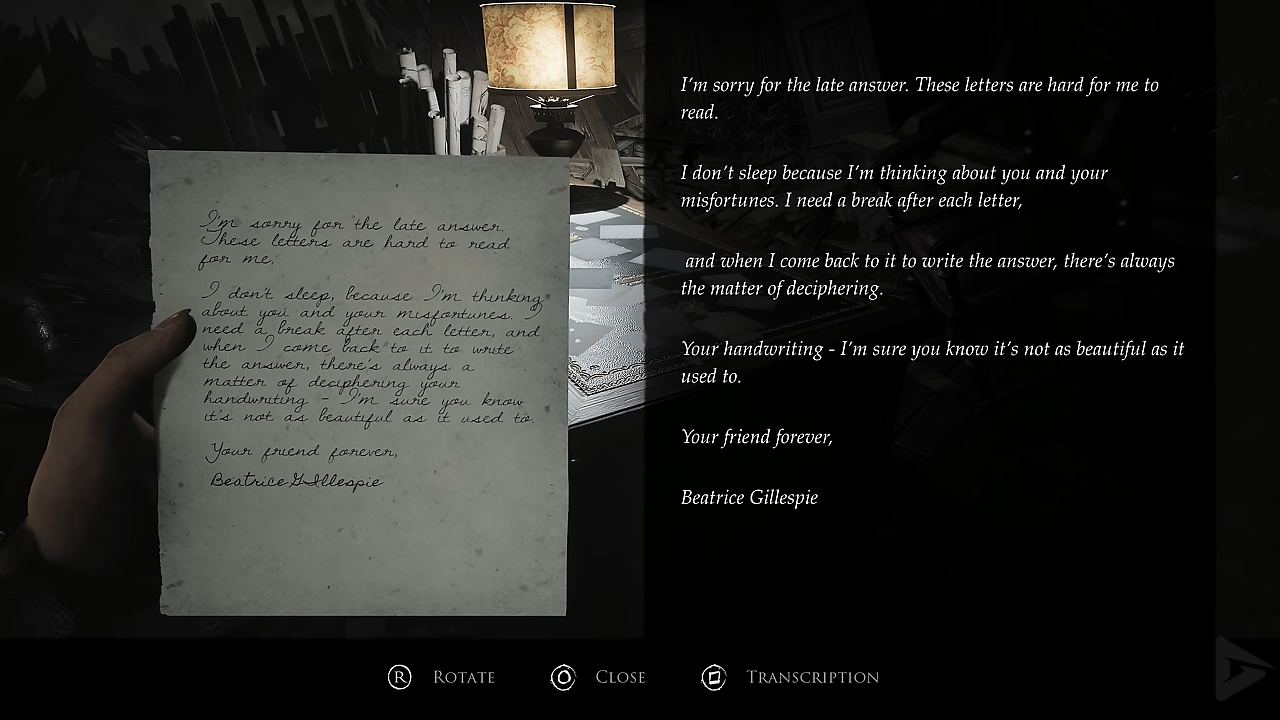 I'm sorry for the late answer.
These letters are hard to read
for me.
I don't sleep, because I'm thinking
about you and your misfortunes. I
need a break after each letter, and
when I come back to it to write
the answer, there's always a
matter of deciphering your
handwriting - I'm sure you know
it's not as beautiful as it used to.
Your friend forever,
Beatrice GIllespie
I'm sorry for the late answer. These letters are hard for me to
read.
I don't sleep because I'm thinking about you and your
misfortunes. I need a break after each letter,
and when I come back to it to write the answer, there's always
the matter of deciphering.
Your handwriting - I'm sure you know it's not as beautiful as it
used to.
Your friend forever,
Beatrice Gillespie
R ROTATE CLOSE TRANSCRIPTION